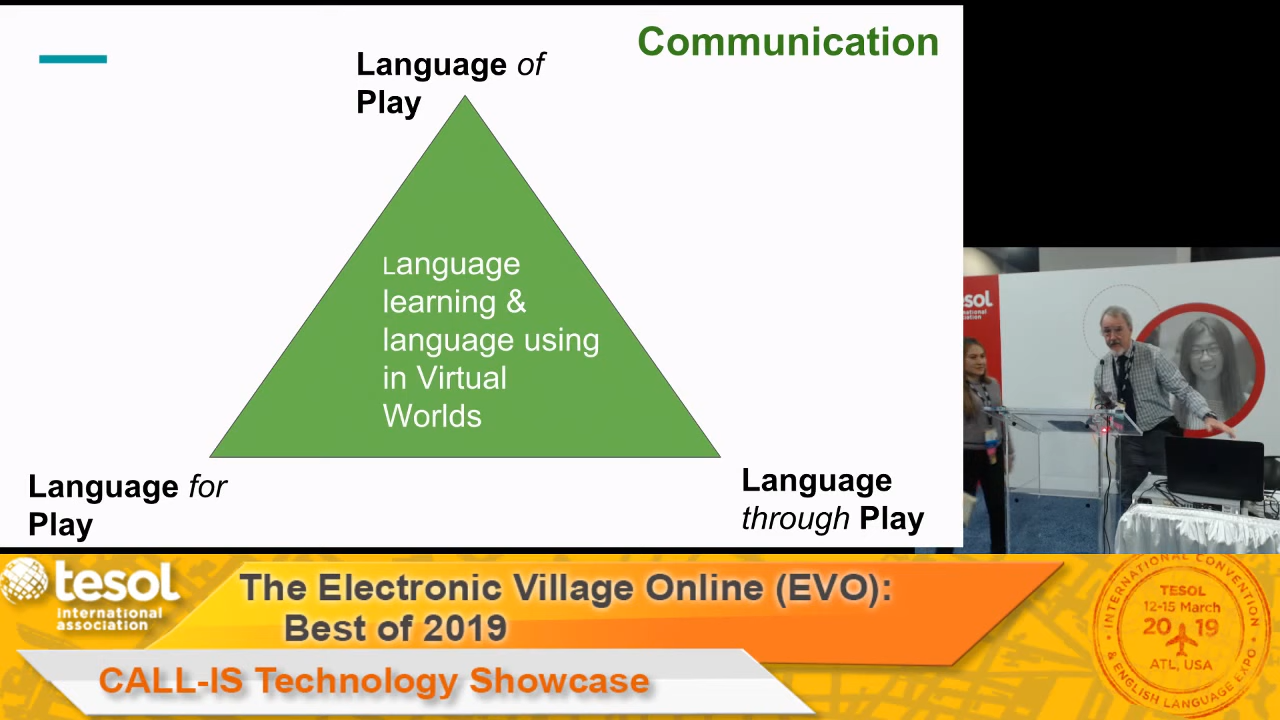 Communication
Language of
Play
Language
learning &
language using
in Virtual
Worlds
Language for
Play
Language
through Play
tesol
international
association
The Electronic Village Online (EVO):
Best of 2019
CALL-IS Technology Showcase
INTERNATIONAL CONVENTION
TESOL
12-15 March
20 19
ATL, USA
& ENGLISH LANGUAGE EXPO